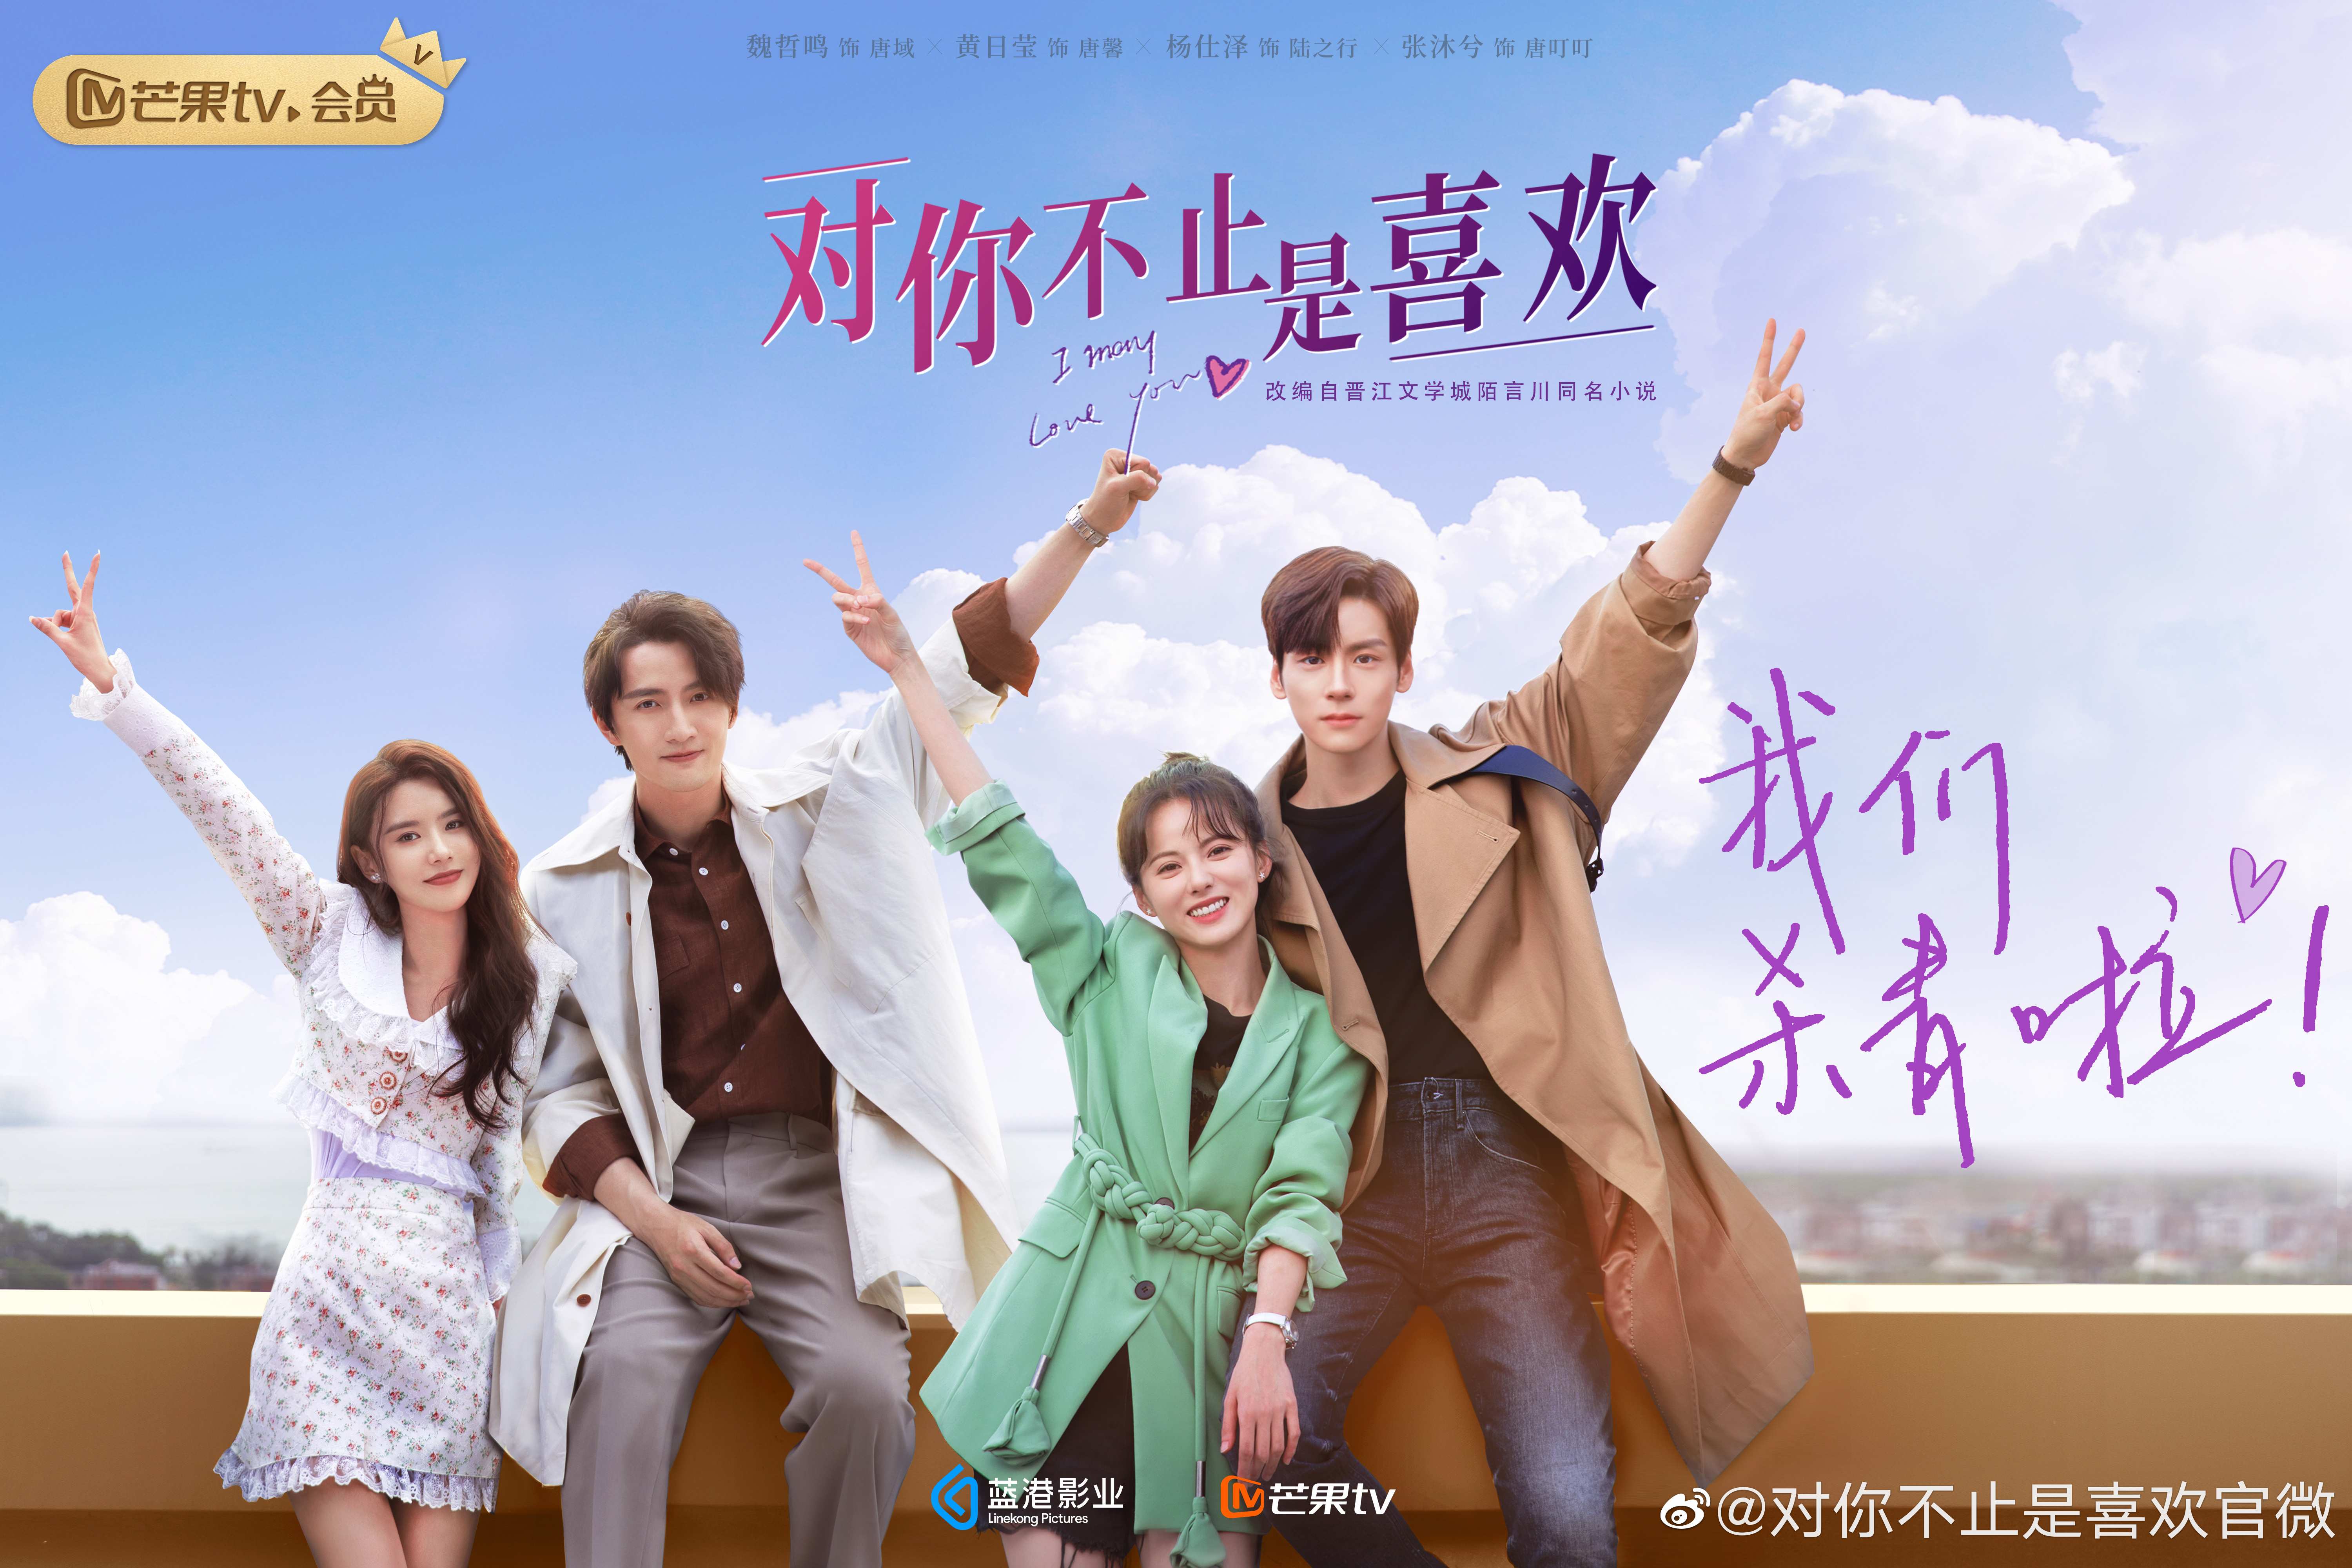 芒果tv 会员
魏哲鸣 饰 唐域 × 黄日莹 饰 唐馨 × 杨仕泽 饰 陆之行 × 张沐兮 饰 唐叮叮
对你不止是喜欢
I may
Love you
改编自晋江文学城陌言川同名小说
我们
杀青啦!
蓝港影业
Linekong Pictures
芒果tv
@对你不止是喜欢官微